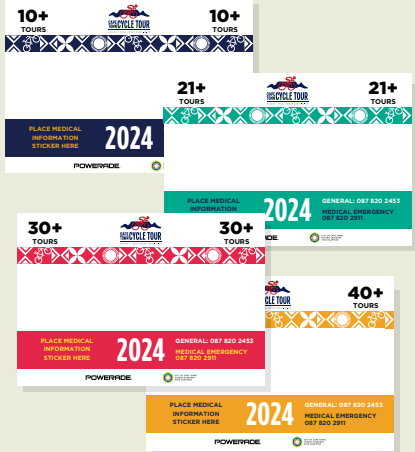 10+
TOURS
CAPE TOWN CYCLE TOUR
10+
TOURS
PLACE MEDICAL
INFORMATION
STICKER HERE
2024
POWERADE
21+
TOURS
CAPE TOWN CYCLE TOUR
21+
TOURS
PLACE MEDICAL
INFORMATION
2024
GENERAL: 087 820 2453
MEDICAL EMERGENCY
087 820 2911
DE
30+
TOURS
CAPE TOWN CYCLE TOUR
30+
TOURS
PLACE MEDICAL
INFORMATION
STICKER HERE
2024
GENERAL: 087 820 2453
MEDICAL EMERGENCY
087 820 2911
POWERADE
CYCLE TOUR
40+
TOURS
PLACE MEDICAL
INFORMATION
STICKER HERE
2024
GENERAL: 087 820 2453
MEDICAL EMERGENCY
087 820 2911
POWERADE